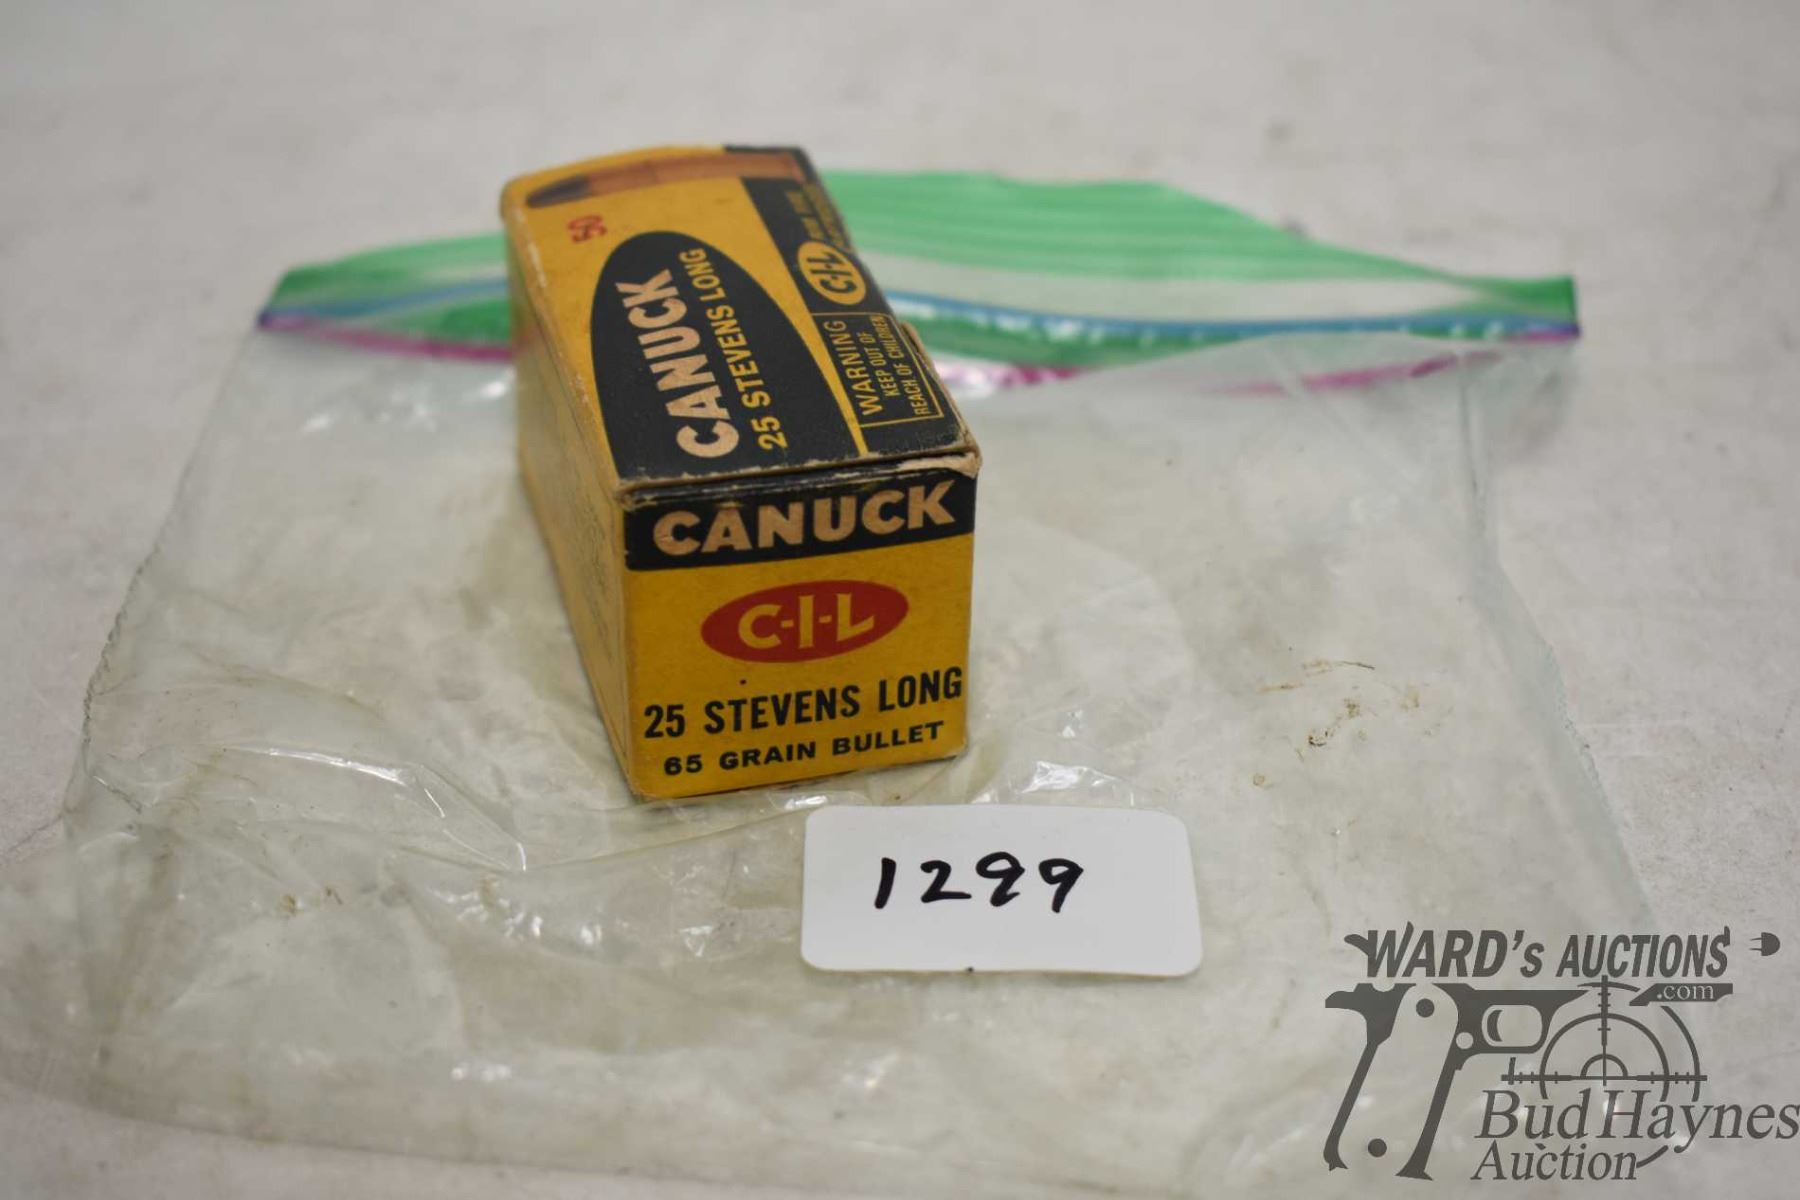 50
CANUCK
25 STEVENS LONG
C-I-L
WARNING
KEEP OUT OF
REACH OF CHILDREN
CANUCK
C-I-L
25 STEVENS LONG
65 GRAIN BULLET
1299
WARD's AUCTIONS
.com
Bud Haynes
Auction